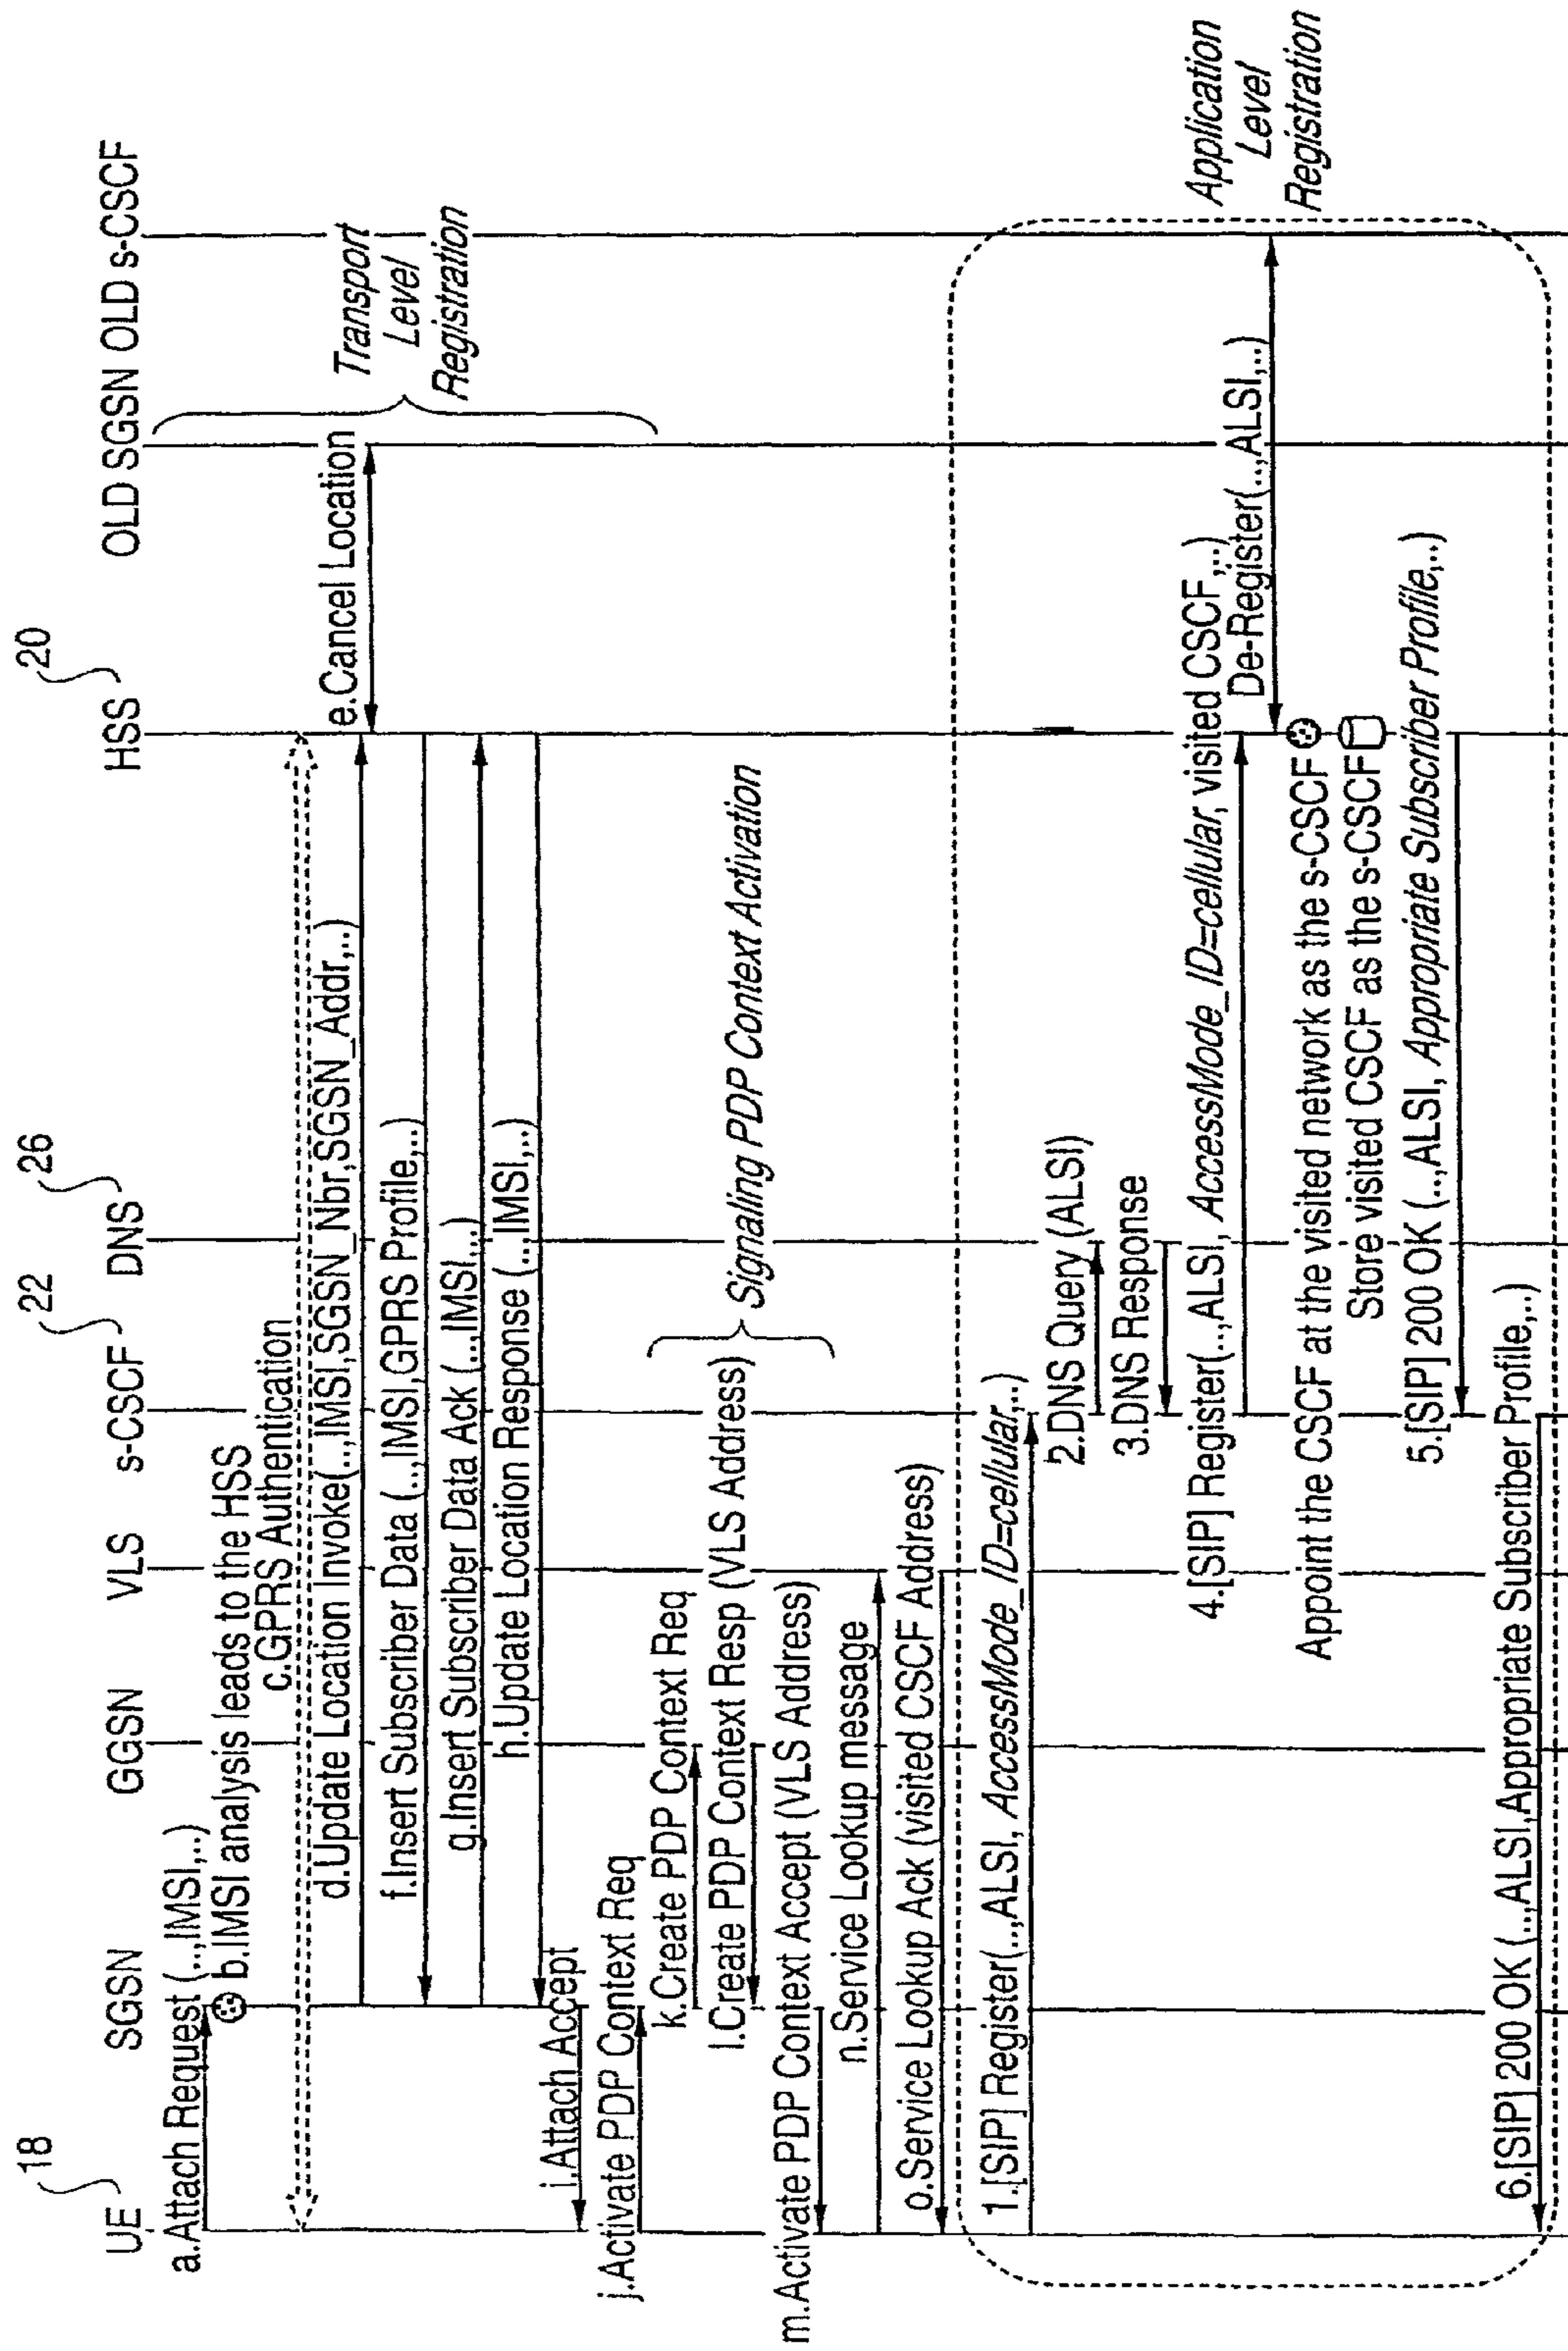 18
22
26
20
UE
SGSN
GGSN
VLS
s-CSCF
DNS
HSS
OLD SGSN
OLD s-CSCF
a.Attach Request (..,IMSI,..)
b.IMSI analysis leads to the HSS
c.GPRS Authentication
d.Update Location Invoke(..,IMSI,SGSN_Nbr,SGSN_Addr,..)
e.Cancel Location
Transport
Level
Registration
f.Insert Subscriber Data (..,IMSI,GPRS Profile,..)
g.Insert Subscriber Data Ack (..,IMSI,..)
h.Update Location Response (..,IMSI,..)
i.Attach Accept
j.Activate PDP Context Req
k.Create PDP Context Req
l.Create PDP Context Resp (VLS Address)
Signaling PDP Context Activation
m.Activate PDP Context Accept (VLS Address)
n.Service Lookup message
o.Service Lookup Ack (visited CSCF Address)
1.[SIP] Register(..,ALSI, AccessMode_ID=cellular,..)
2.DNS Query (ALSI)
3.DNS Response
4.[SIP] Register(..,ALSI, AccessMode_ID=cellular, visited CSCF,..)
De-Register(..,ALSI,..)
Application
Level
Registration
Appoint the CSCF at the visited network as the s-CSCF
Store visited CSCF as the s-CSCF
5.[SIP] 200 OK (..,ALSI, Appropriate Subscriber Profile,..)
6.[SIP] 200 OK (..,ALSI,Appropriate Subscriber Profile,..)